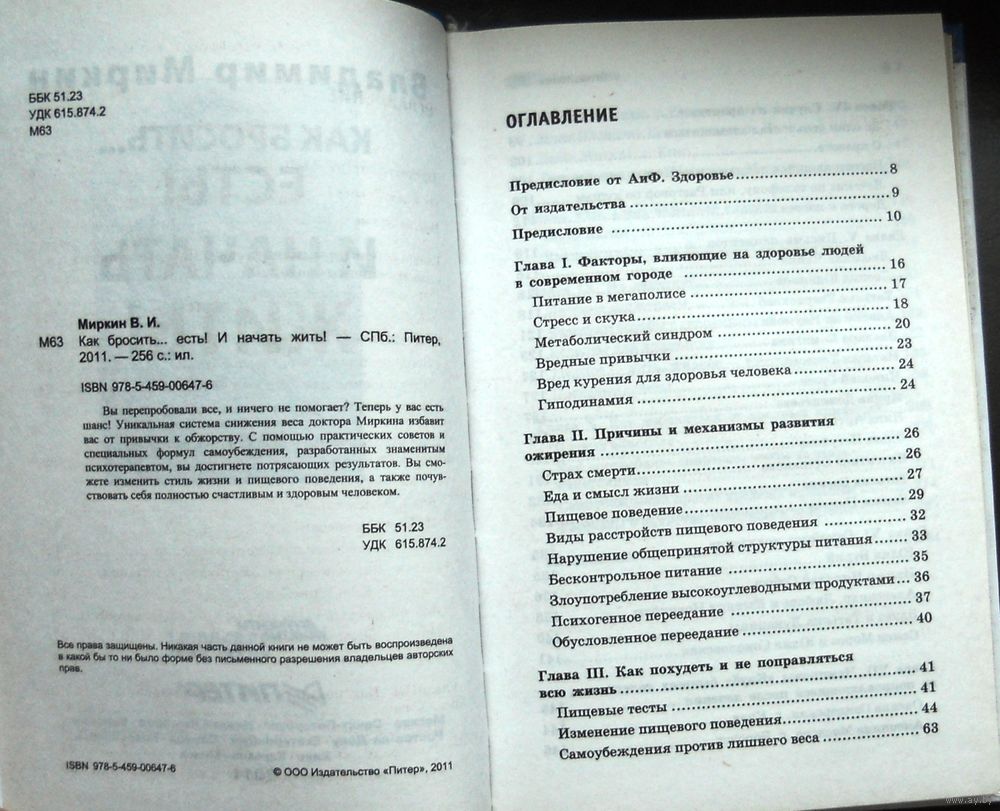 ББК 51.23
УДК 615.874.2
М63
Миркин В. И.
М63 Как бросить... есть! И начать жить! — СПб.: Питер,
2011. — 256 с.: ил.
ISBN 978-5-459-00647-6
Вы перепробовали все, и ничего не помогает? Теперь у вас есть
шанс! Уникальная система снижения веса доктора Миркина избавит
вас от привычки к обжорству. С помощью практических советов и
специальных формул самоубеждения, разработанных знаменитым
психотерапевтом, вы достигнете потрясающих результатов. Вы смо-
жете изменить стиль жизни и пищевого поведения, а также почув-
ствовать себя полностью счастливым и здоровым человеком.
ББК 51.23
УДК 615.874.2
Все права защищены. Никакая часть данной книги не может быть воспроизведена
в какой бы то ни было форме без письменного разрешения владельцев авторских
прав.
ISBN 978-5-459-00647-6
© ООО Издательство «Питер», 2011
ОГЛАВЛЕНИЕ
Предисловие от АиФ. Здоровье 8
От издательства 9
Предисловие 10
Глава I. Факторы, влияющие на здоровье людей
в современном городе 16
Питание в мегаполисе 17
Стресс и скука 18
Метаболический синдром 20
Вредные привычки 23
Вред курения для здоровья человека 24
Гиподинамия 24
Глава II. Причины и механизмы развития
ожирения 26
Страх смерти 26
Еда и смысл жизни 27
Пищевое поведение 29
Виды расстройств пищевого поведения 32
Нарушение общепринятой структуры питания 33
Бесконтрольное питание 35
Злоупотребление высокоуглеводными продуктами 36
Психогенное переедание 37
Обусловленное переедание 40
Глава III. Как похудеть и не поправляться
всю жизнь 41
Пищевые тесты 41
Изменение пищевого поведения 44
Самоубеждения против лишнего веса 63